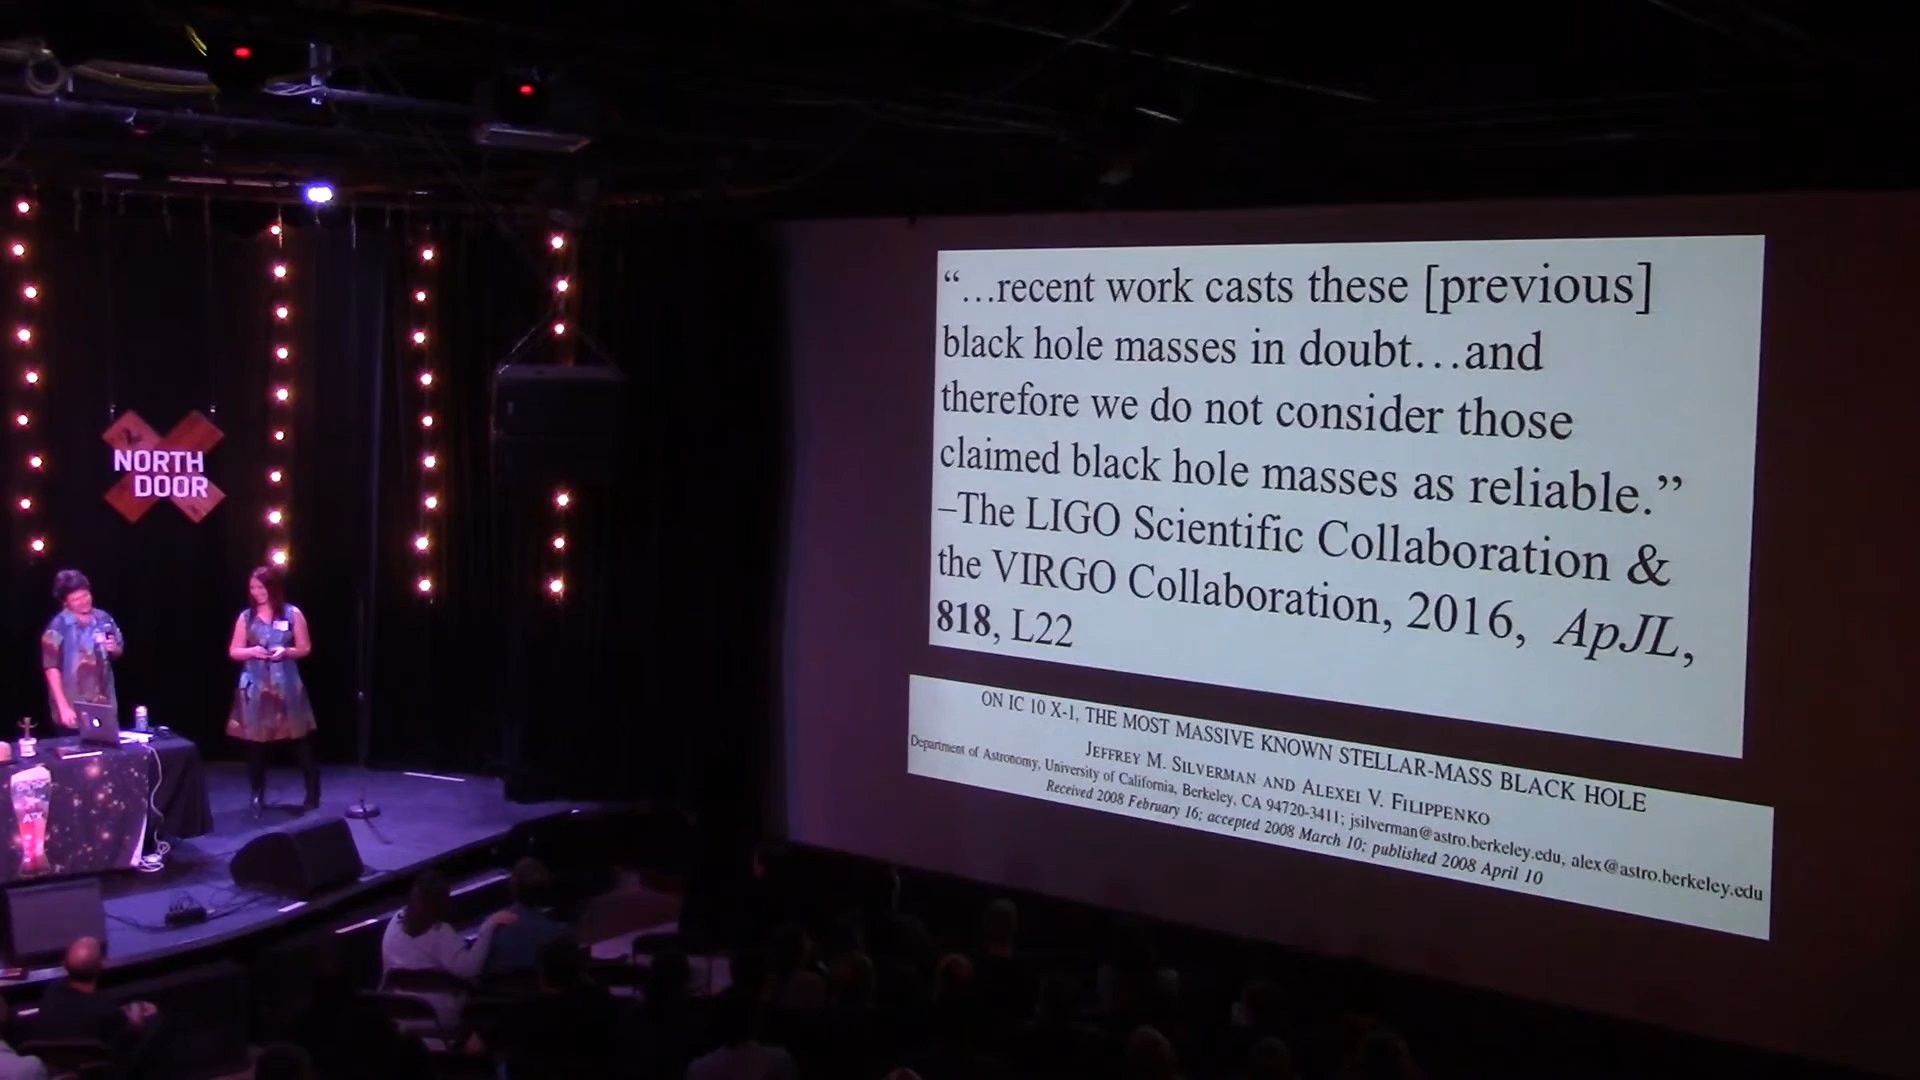 NORTH
DOOR
“…recent work casts these [previous]
black hole masses in doubt…and
therefore we do not consider those
claimed black hole masses as reliable.”
–The LIGO Scientific Collaboration &
the VIRGO Collaboration, 2016, ApJL,
818, L22
ON IC 10 X-1, THE MOST MASSIVE KNOWN STELLAR-MASS BLACK HOLE
JEFFREY M. SILVERMAN AND ALEXEI V. FILIPPENKO
Department of Astronomy, University of California, Berkeley, CA 94720-3411; jsilverman@astro.berkeley.edu, alex@astro.berkeley.edu
Received 2008 February 16; accepted 2008 March 10; published 2008 April 10
ATX